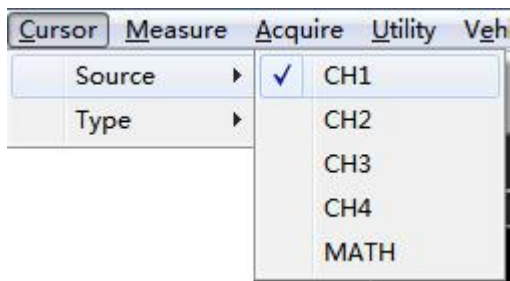 Cursor Measure Acquire Utility Veh
Source CH1
Type CH2
CH3
CH4
MATH